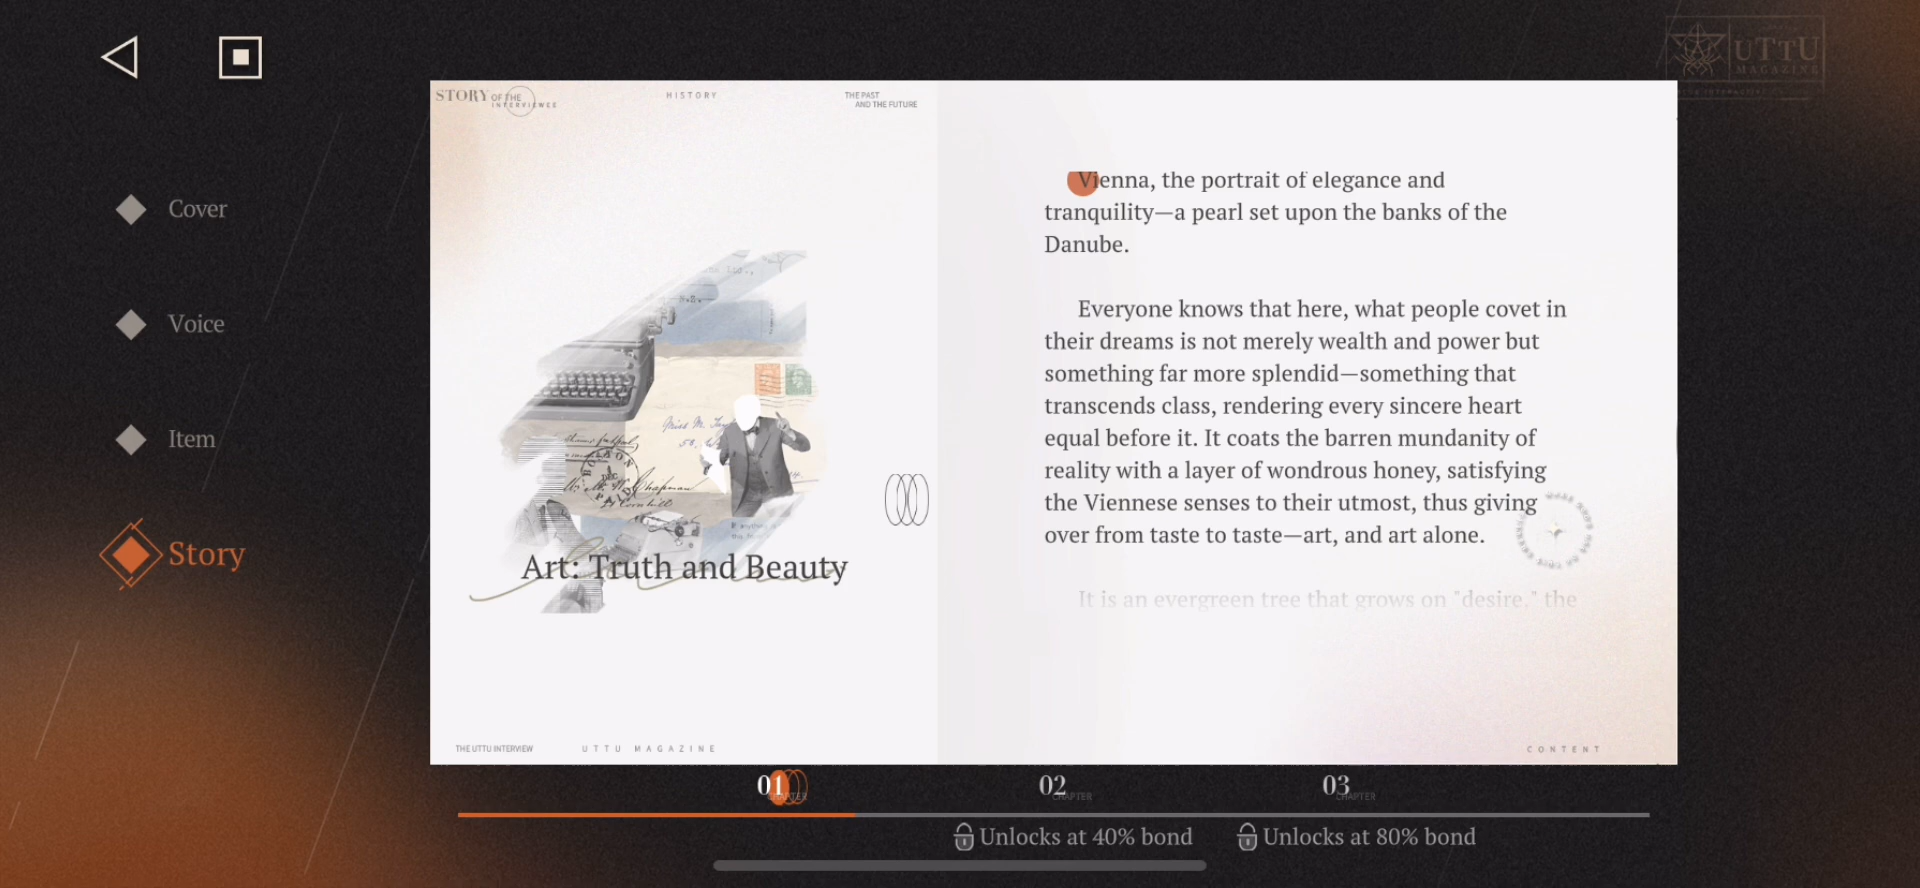 UTTU
MAGAZINE
Cover
Voice
Item
Story
STORY OF THE
INTERVIEWEE
HISTORY
THE PAST
AND THE FUTURE
Art: Truth and Beauty
THE UTTU INTERVIEW
UTTU MAGAZINE
Vienna, the portrait of elegance and
tranquility—a pearl set upon the banks of the
Danube.
Everyone knows that here, what people covet in
their dreams is not merely wealth and power but
something far more splendid—something that
transcends class, rendering every sincere heart
equal before it. It coats the barren mundanity of
reality with a layer of wondrous honey, satisfying
the Viennese senses to their utmost, thus giving
over from taste to taste—art, and art alone.
It is an evergreen tree that grows on "desire," the
CONTENT
01
CHAPTER
02
CHAPTER
03
CHAPTER
Unlocks at 40% bond
Unlocks at 80% bond